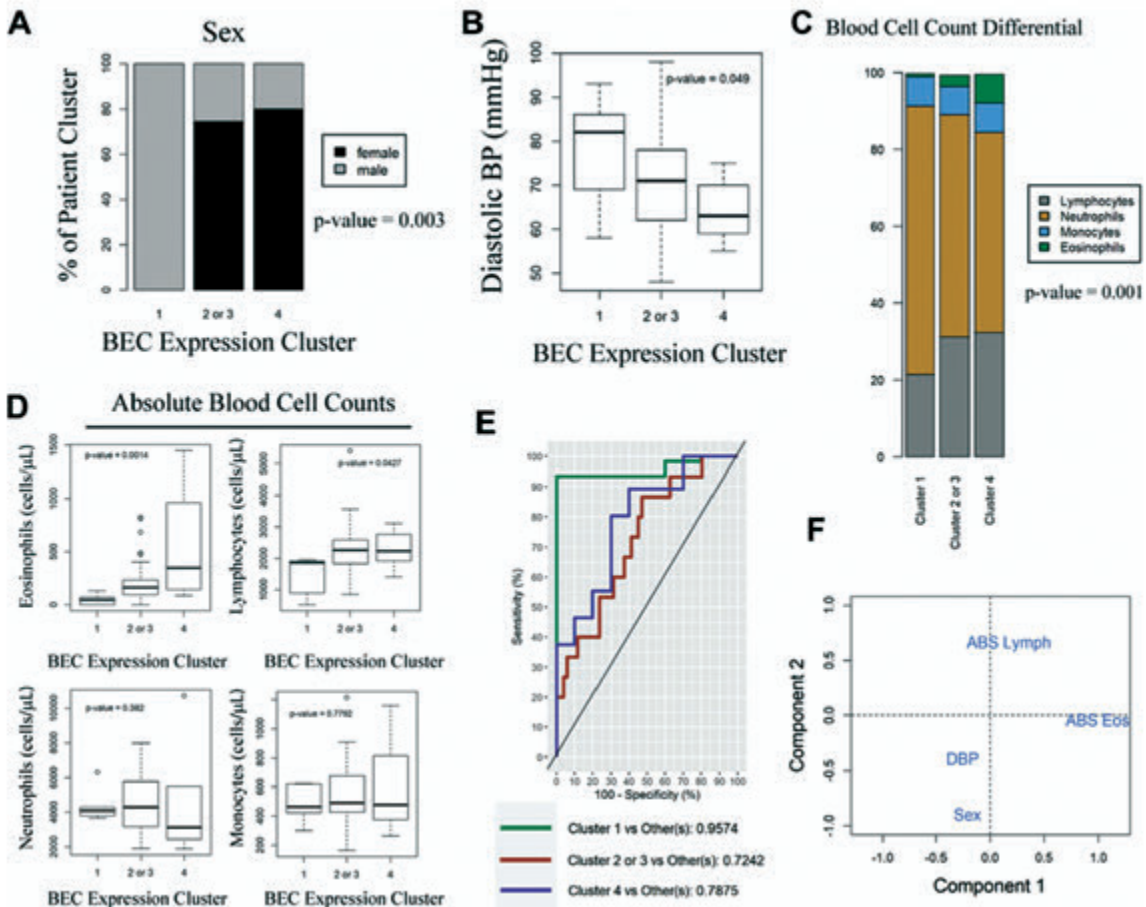 A
Sex
% of Patient Cluster
0
20
40
60
80
100
1
2 or 3
4
BEC Expression Cluster
female
male
p-value = 0.003
B
Diastolic BP (mmHg)
50
60
70
80
90
100
p-value = 0.049
1
2 or 3
4
BEC Expression Cluster
C
Blood Cell Count Differential
0
20
40
60
80
100
Cluster 1
Cluster 2 or 3
Cluster 4
Lymphocytes
Neutrophils
Monocytes
Eosinophils
p-value = 0.001
D
Absolute Blood Cell Counts
Eosinophils (cells/µL)
0
500
1000
1500
p-value = 0.0014
1
2 or 3
4
BEC Expression Cluster
Lymphocytes (cells/µL)
1000
2000
3000
4000
5000
p-value = 0.0427
1
2 or 3
4
BEC Expression Cluster
Neutrophils (cells/µL)
2000
4000
6000
8000
10000
p-value = 0.382
1
2 or 3
4
BEC Expression Cluster
Monocytes (cells/µL)
200
400
600
800
1000
p-value = 0.7762
1
2 or 3
4
BEC Expression Cluster
E
Sensitivity (%)
0
10
20
30
40
50
60
70
80
90
100
0 10 20 30 40 50 60 70 80 90 100
100 - Specificity (%)
Cluster 1 vs Other(s): 0.9574
Cluster 2 or 3 vs Other(s): 0.7242
Cluster 4 vs Other(s): 0.7875
F
Component 2
1.0
0.5
0.0
-0.5
-1.0
ABS Lymph
ABS Eos
DBP
Sex
-1.0 -0.5 0.0 0.5 1.0
Component 1